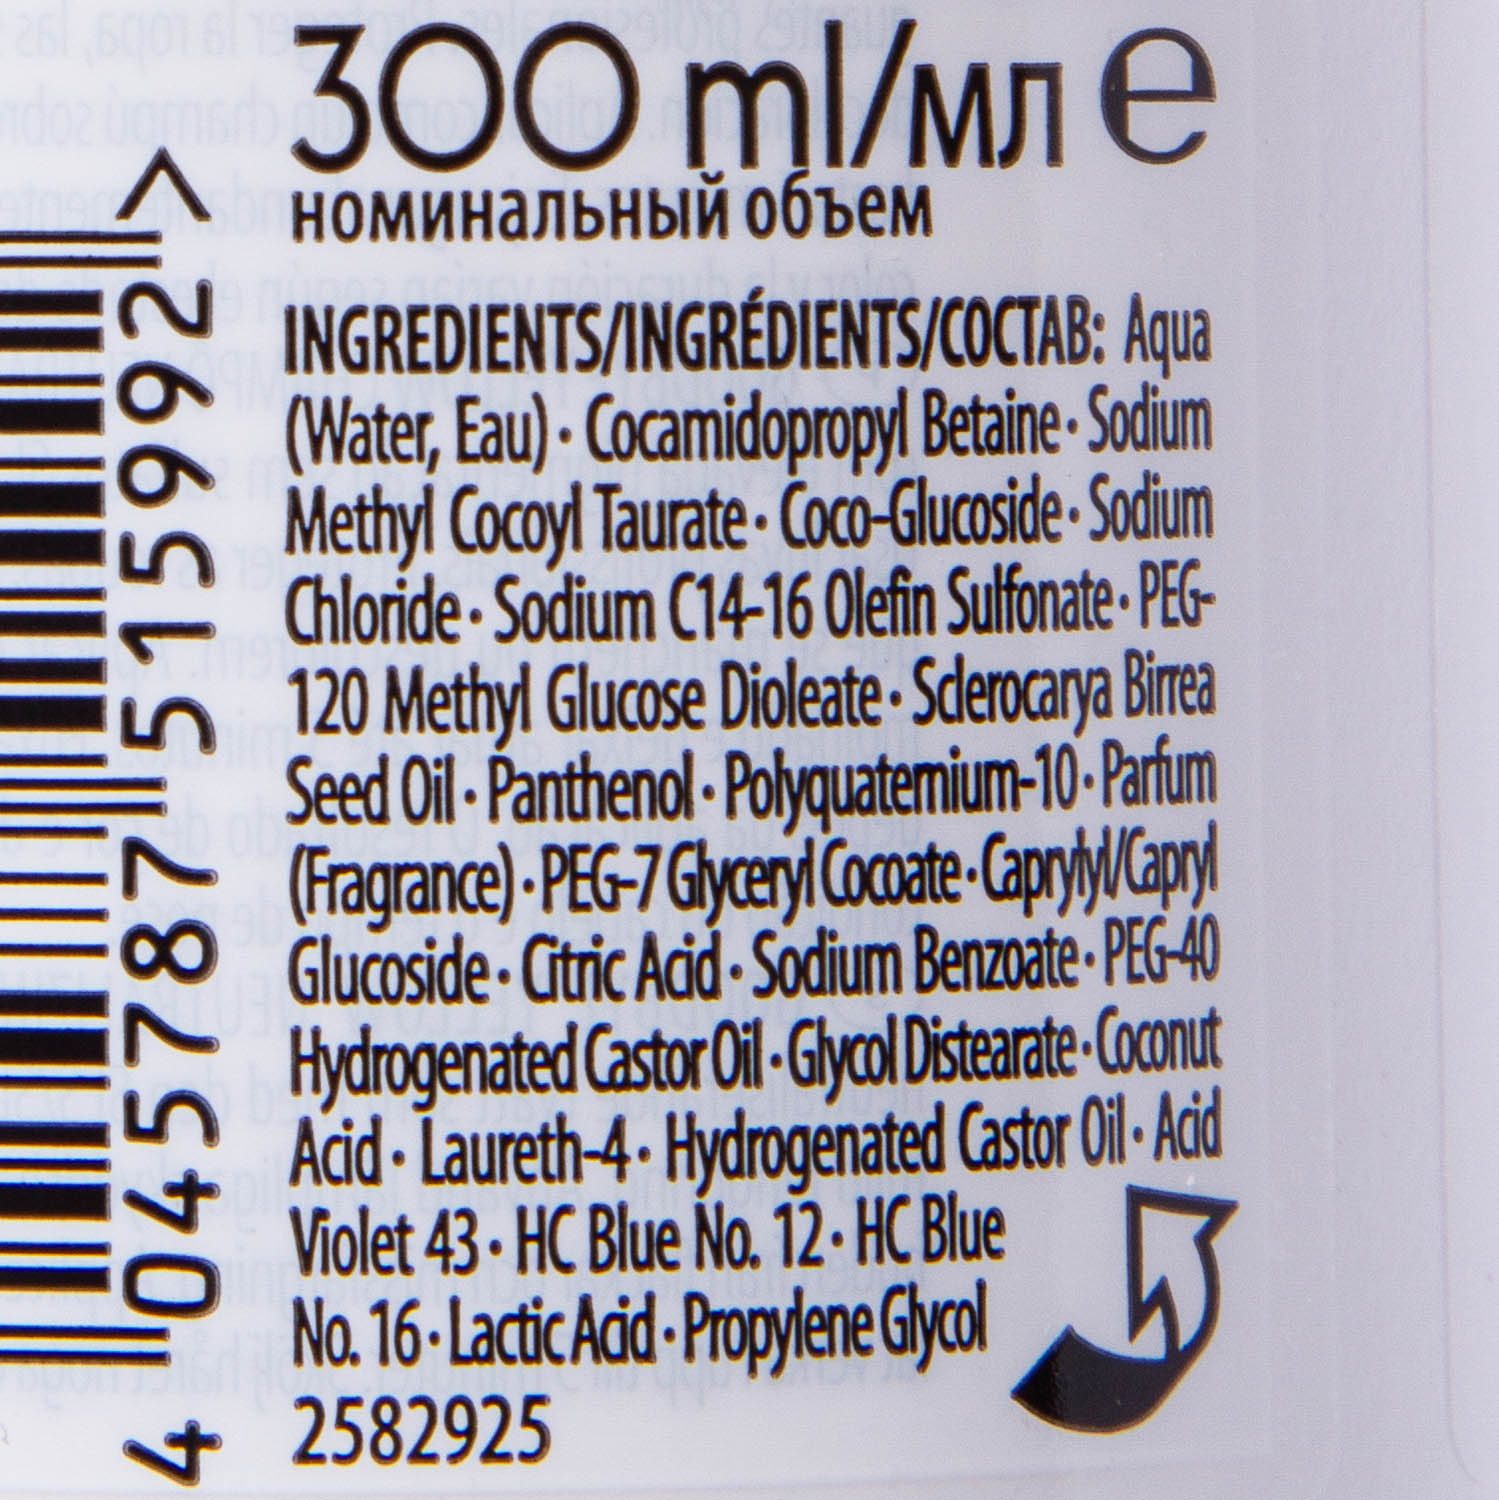 300 ml/мл e
номинальный объем
INGREDIENTS/INGRÉDIENTS/СОСТАВ: Aqua
(Water, Eau) · Cocamidopropyl Betaine · Sodium
Methyl Cocoyl Taurate · Coco-Glucoside · Sodium
Chloride · Sodium C14-16 Olefin Sulfonate · PEG-
120 Methyl Glucose Dioleate · Sclerocarya Birrea
Seed Oil · Panthenol · Polyquaternium-10 · Parfum
(Fragrance) · PEG-7 Glyceryl Cocoate · Caprylyl/Capryl
Glucoside · Citric Acid · Sodium Benzoate · PEG-40
Hydrogenated Castor Oil · Glycol Distearate · Coconut
Acid · Laureth-4 · Hydrogenated Castor Oil · Acid
Violet 43 · HC Blue No. 12 · HC Blue
No. 16 · Lactic Acid · Propylene Glycol
2582925
4 045787 515992 >